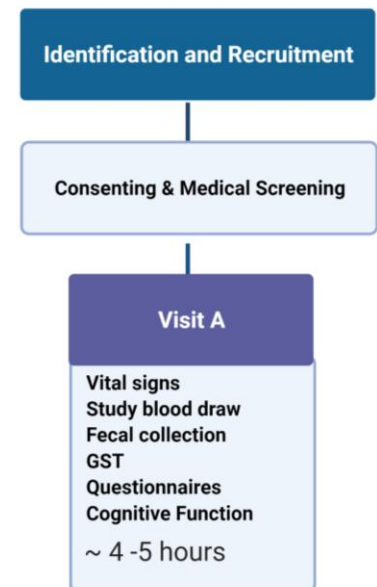 Identification and Recruitment
Consenting & Medical Screening
Visit A
Vital signs
Study blood draw
Fecal collection
GST
Questionnaires
Cognitive Function
~ 4 -5 hours